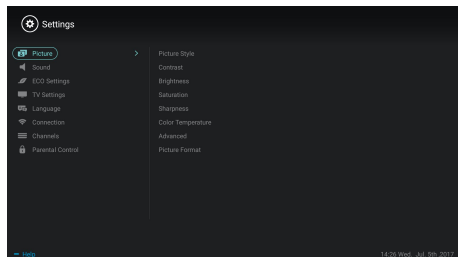 Settings
Picture
Sound
ECO Settings
TV Settings
Language
Connection
Channels
Parental Control
Picture Style
Contrast
Brightness
Saturation
Sharpness
Color Temperature
Advanced
Picture Format
Help
14:26 Wed Jul. 5th 2017